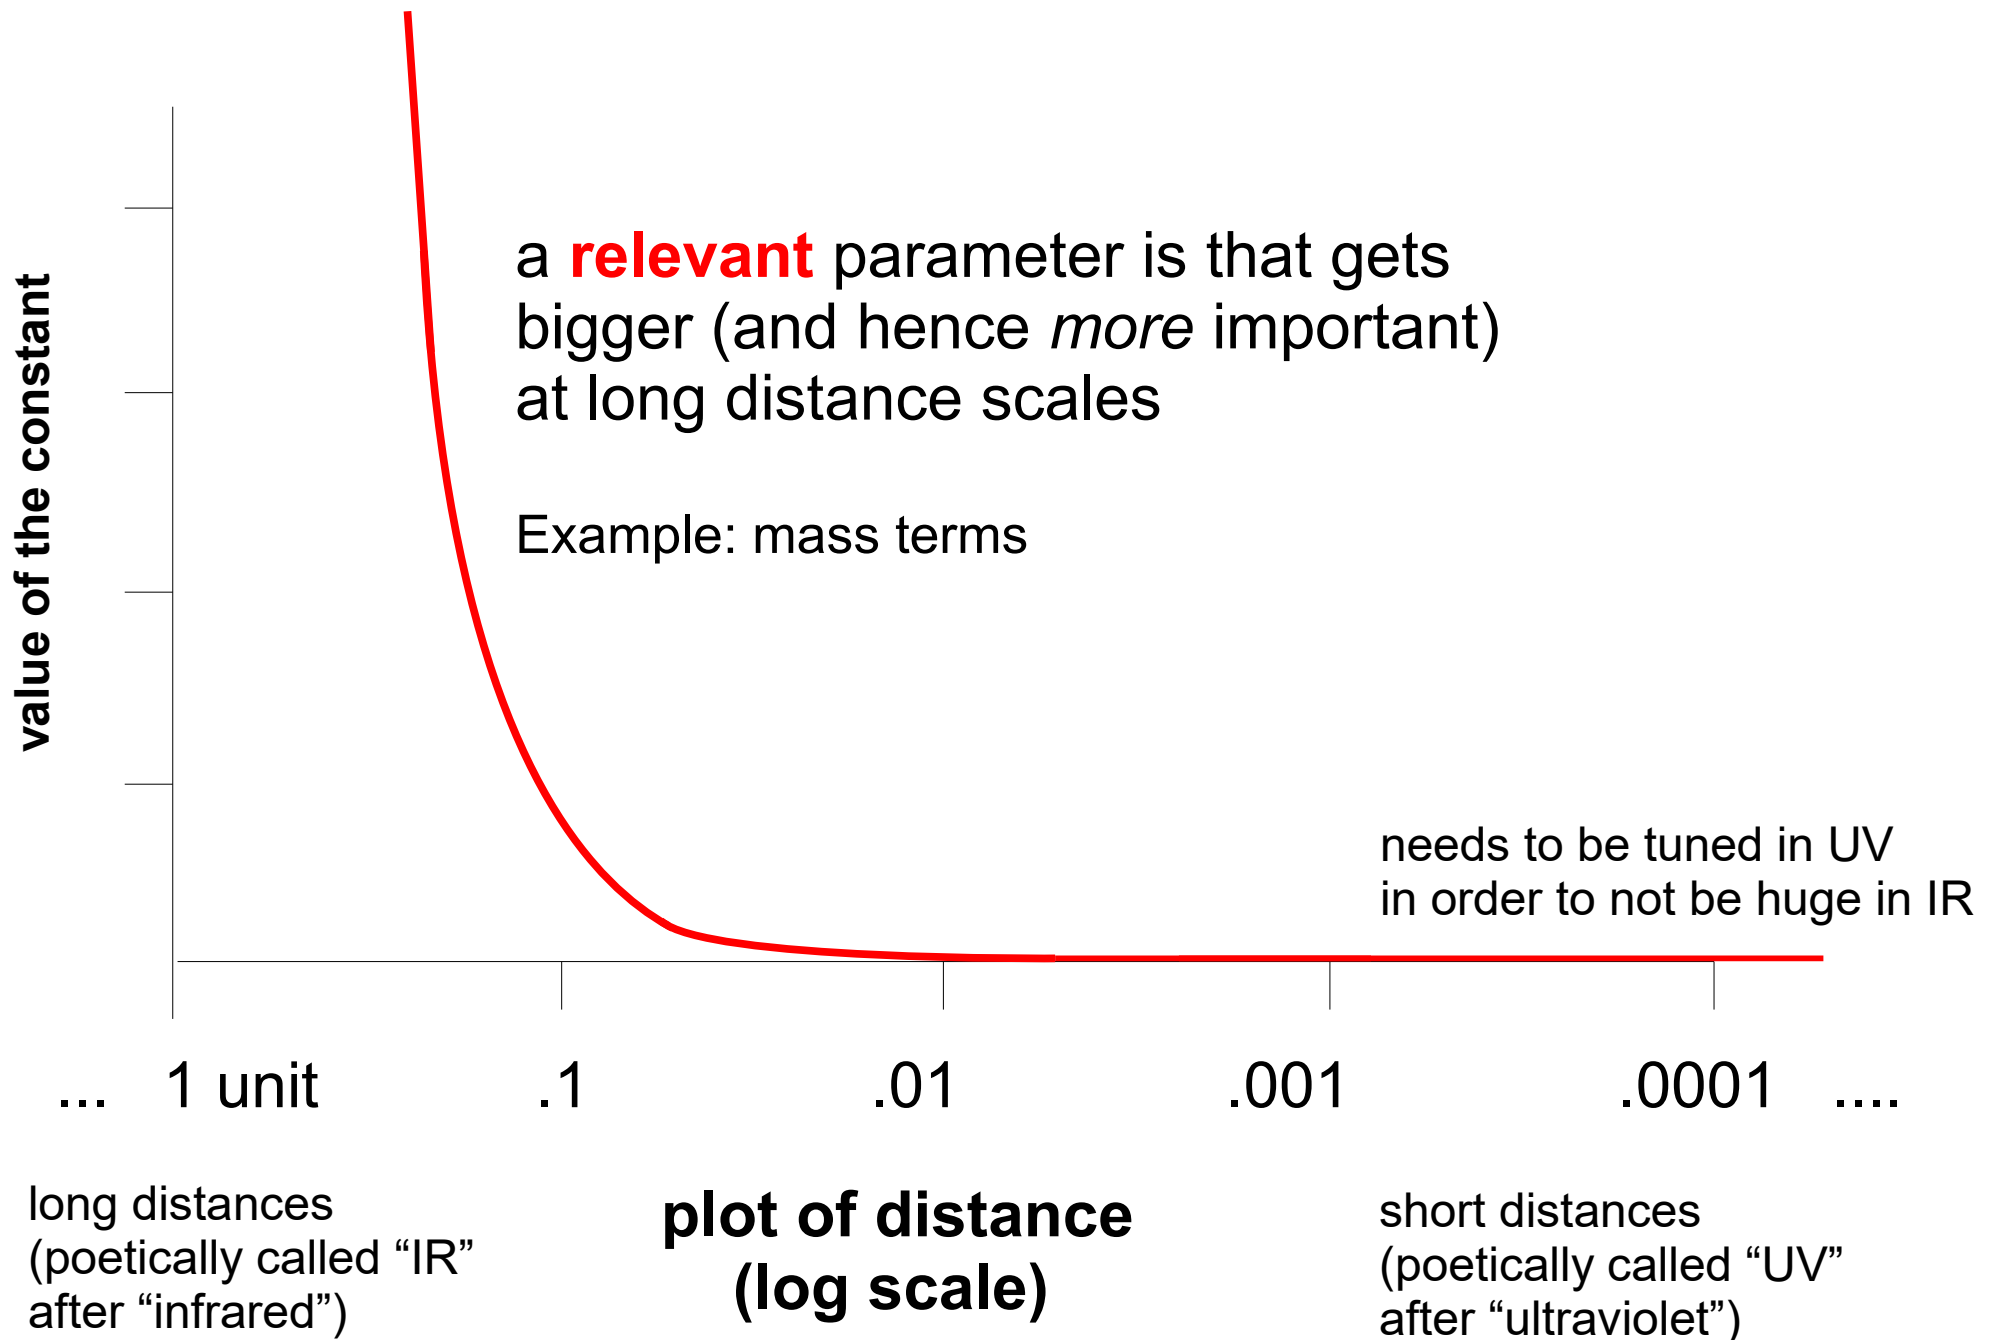 value of the constant
a relevant parameter is that gets
bigger (and hence more important)
at long distance scales
Example: mass terms
needs to be tuned in UV
in order to not be huge in IR
... 1 unit .1 .01 .001 .0001 ....
long distances
(poetically called “IR”
after “infrared”)
plot of distance
(log scale)
short distances
(poetically called “UV”
after “ultraviolet”)